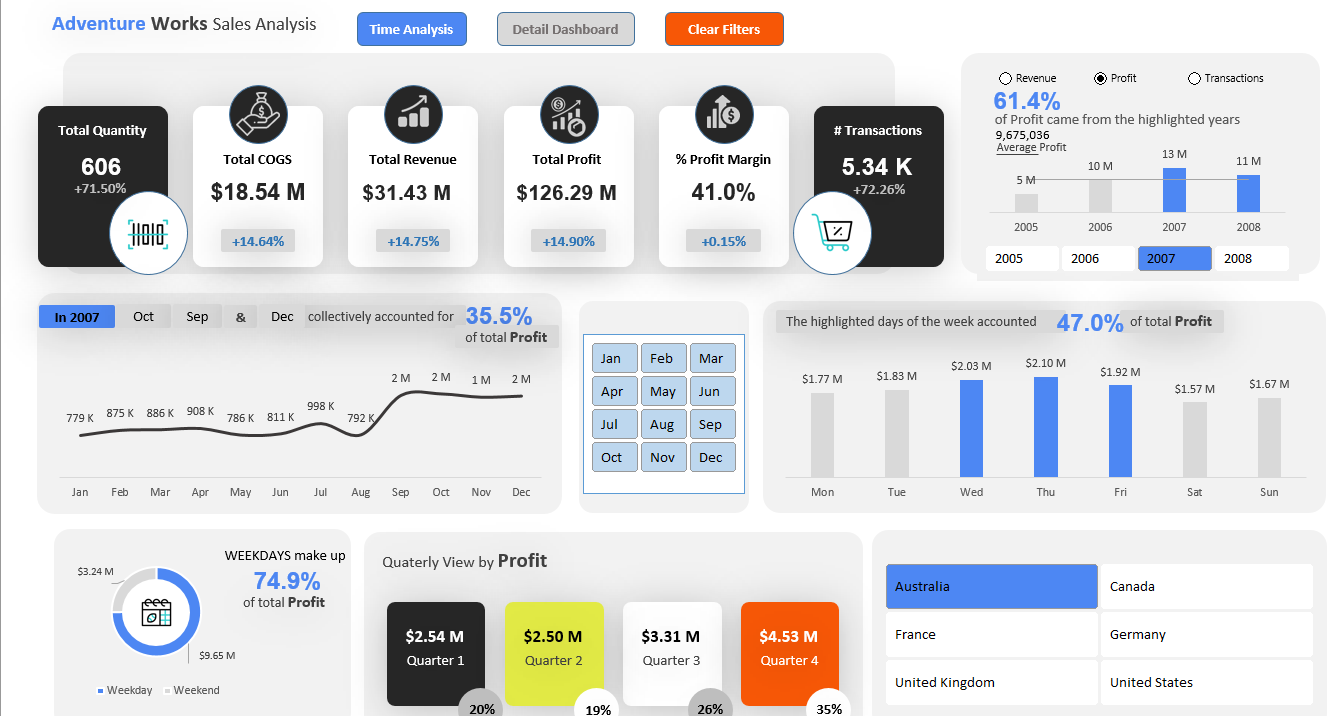 Adventure Works Sales Analysis
Time Analysis
Detail Dashboard
Clear Filters
Total Quantity
606
+71.50%
Total COGS
$18.54 M
+14.64%
Total Revenue
$31.43 M
+14.75%
Total Profit
$126.29 M
+14.90%
% Profit Margin
41.0%
+0.15%
# Transactions
5.34 K
+72.26%
Revenue Profit Transactions
61.4%
of Profit came from the highlighted years
9,675,036
Average Profit
5 M 10 M 13 M 11 M
2005 2006 2007 2008
2005 2006 2007 2008
In 2007 Oct Sep & Dec collectively accounted for 35.5%
of total Profit
779 K 875 K 886 K 908 K 786 K 811 K 998 K 792 K 2 M 2 M 1 M 2 M
Jan Feb Mar Apr May Jun Jul Aug Sep Oct Nov Dec
Jan Feb Mar
Apr May Jun
Jul Aug Sep
Oct Nov Dec
The highlighted days of the week accounted 47.0% of total Profit
$1.77 M $1.83 M $2.03 M $2.10 M $1.92 M $1.57 M $1.67 M
Mon Tue Wed Thu Fri Sat Sun
WEEKDAYS make up
74.9%
of total Profit
$3.24 M
$9.65 M
Weekday Weekend
Quaterly View by Profit
$2.54 M
Quarter 1
20%
$2.50 M
Quarter 2
19%
$3.31 M
Quarter 3
26%
$4.53 M
Quarter 4
35%
Australia Canada
France Germany
United Kingdom United States